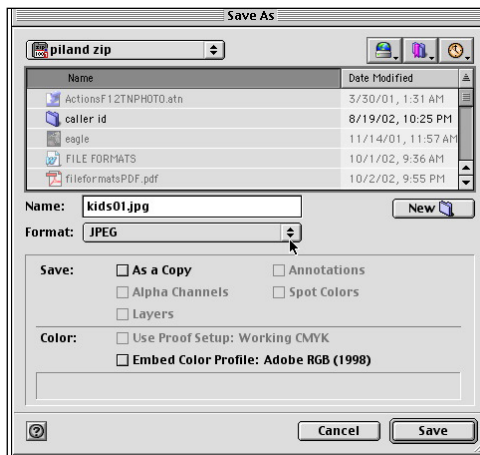 Save As
piland zip
Name Date Modified
ActionsF12TNPHOTO.atn 3/30/01, 1:31 AM
caller id 8/19/02, 10:25 PM
eagle 11/14/01, 11:57 AM
FILE FORMATS 10/1/02, 9:36 AM
fileformatsPDF.pdf 10/2/02, 9:55 PM
Name: kids01.jpg New
Format: JPEG
Save: As a Copy Annotations
Alpha Channels Spot Colors
Layers
Color: Use Proof Setup: Working CMYK
Embed Color Profile: Adobe RGB (1998)
? Cancel Save